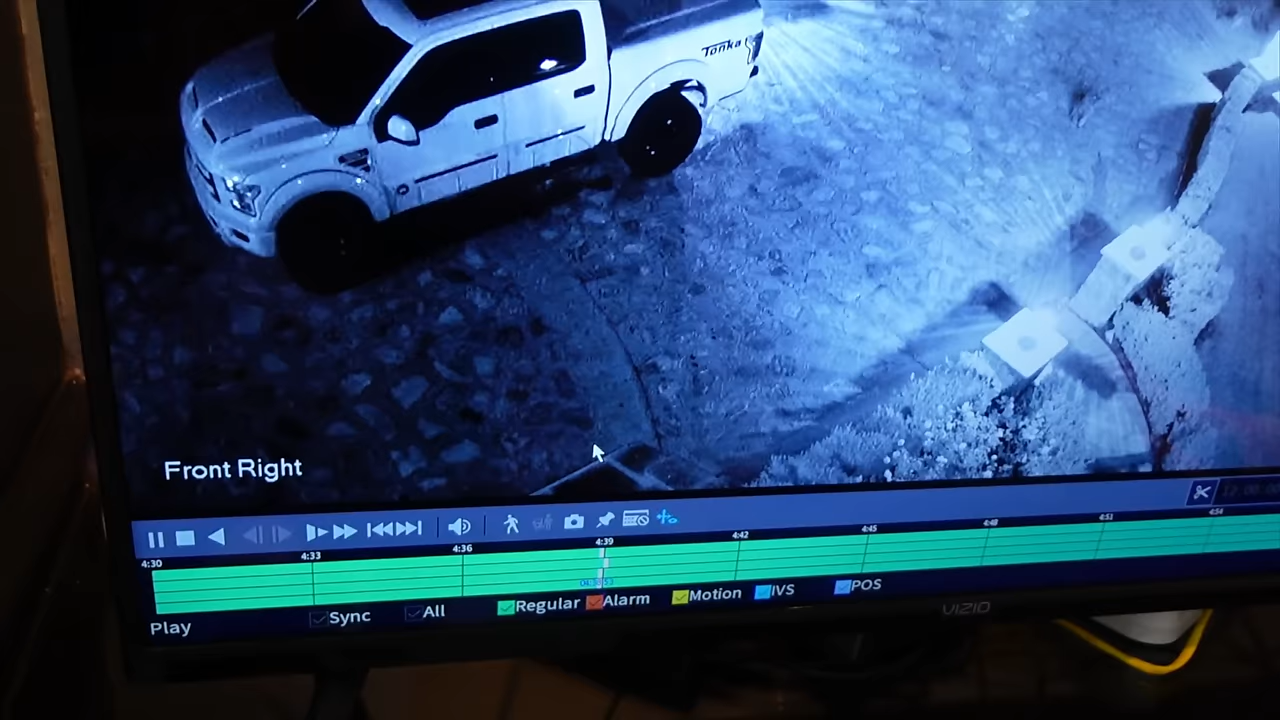 Tonka
Front Right
4:30 4:33 4:36 4:39 4:42 4:45 4:48 4:51 4:54
Sync All Regular Alarm Motion IVS POS
Play
VIZIO